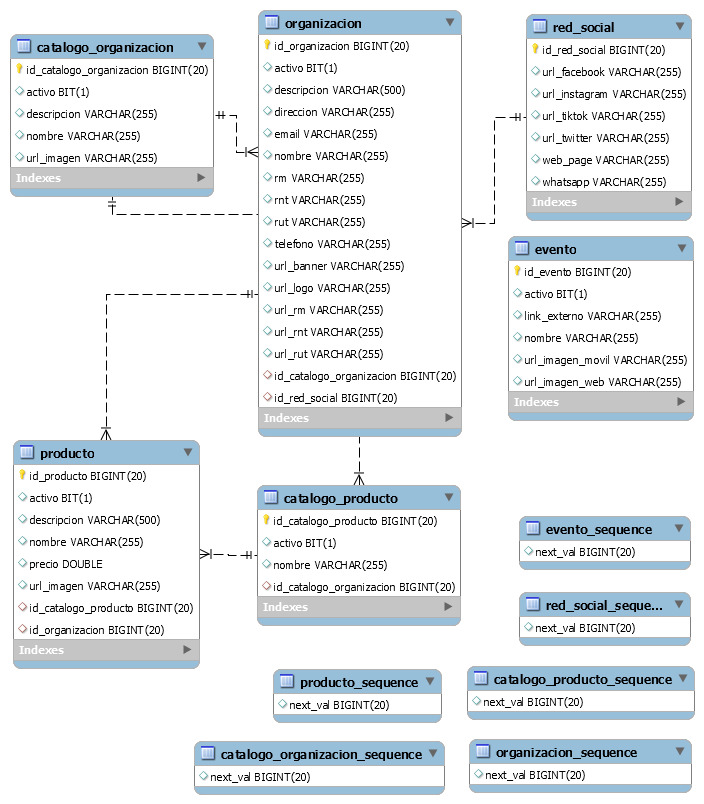 catalogo_organizacion
id_catalogo_organizacion BIGINT(20)
activo BIT(1)
descripcion VARCHAR(255)
nombre VARCHAR(255)
url_imagen VARCHAR(255)
Indexes
organizacion
id_organizacion BIGINT(20)
activo BIT(1)
descripcion VARCHAR(500)
direccion VARCHAR(255)
email VARCHAR(255)
nombre VARCHAR(255)
rm VARCHAR(255)
rnt VARCHAR(255)
rut VARCHAR(255)
telefono VARCHAR(255)
url_banner VARCHAR(255)
url_logo VARCHAR(255)
url_rm VARCHAR(255)
url_rnt VARCHAR(255)
url_rut VARCHAR(255)
id_catalogo_organizacion BIGINT(20)
id_red_social BIGINT(20)
Indexes
red_social
id_red_social BIGINT(20)
url_facebook VARCHAR(255)
url_instagram VARCHAR(255)
url_tiktok VARCHAR(255)
url_twitter VARCHAR(255)
web_page VARCHAR(255)
whatsapp VARCHAR(255)
Indexes
evento
id_evento BIGINT(20)
activo BIT(1)
link_externo VARCHAR(255)
nombre VARCHAR(255)
url_imagen_movil VARCHAR(255)
url_imagen_web VARCHAR(255)
Indexes
producto
id_producto BIGINT(20)
activo BIT(1)
descripcion VARCHAR(500)
nombre VARCHAR(255)
precio DOUBLE
url_imagen VARCHAR(255)
id_catalogo_producto BIGINT(20)
id_organizacion BIGINT(20)
Indexes
catalogo_producto
id_catalogo_producto BIGINT(20)
activo BIT(1)
nombre VARCHAR(255)
id_catalogo_organizacion BIGINT(20)
Indexes
evento_sequence
next_val BIGINT(20)
red_social_seque...
next_val BIGINT(20)
producto_sequence
next_val BIGINT(20)
catalogo_producto_sequence
next_val BIGINT(20)
catalogo_organizacion_sequence
next_val BIGINT(20)
organizacion_sequence
next_val BIGINT(20)